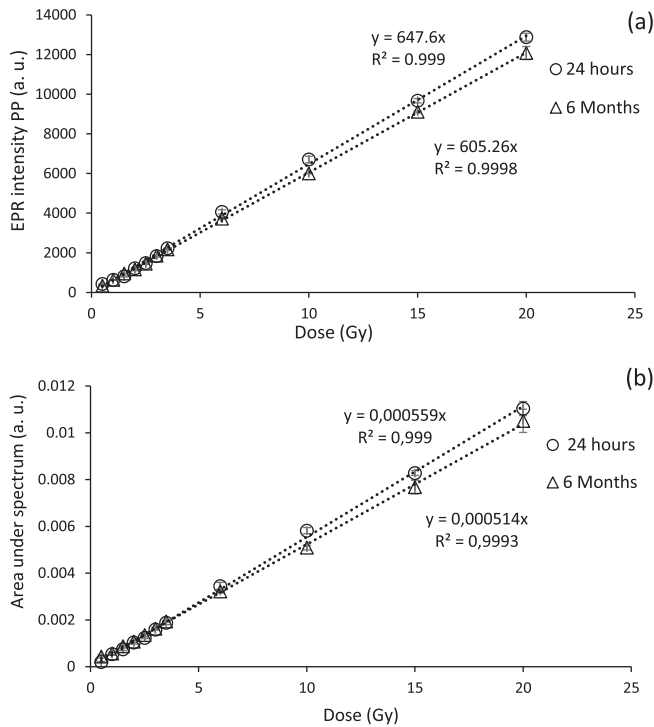 (a)
14000
12000
10000
8000
6000
4000
2000
0
EPR intensity PP (a. u.)
y = 647.6x
R² = 0.999
24 hours
6 Months
y = 605.26x
R² = 0.9998
0 5 10 15 20 25
Dose (Gy)
(b)
0.012
0.01
0.008
0.006
0.004
0.002
0
Area under spectrum (a. u.)
y = 0,000559x
R² = 0,999
24 hours
6 Months
y = 0,000514x
R² = 0,9993
0 5 10 15 20 25
Dose (Gy)